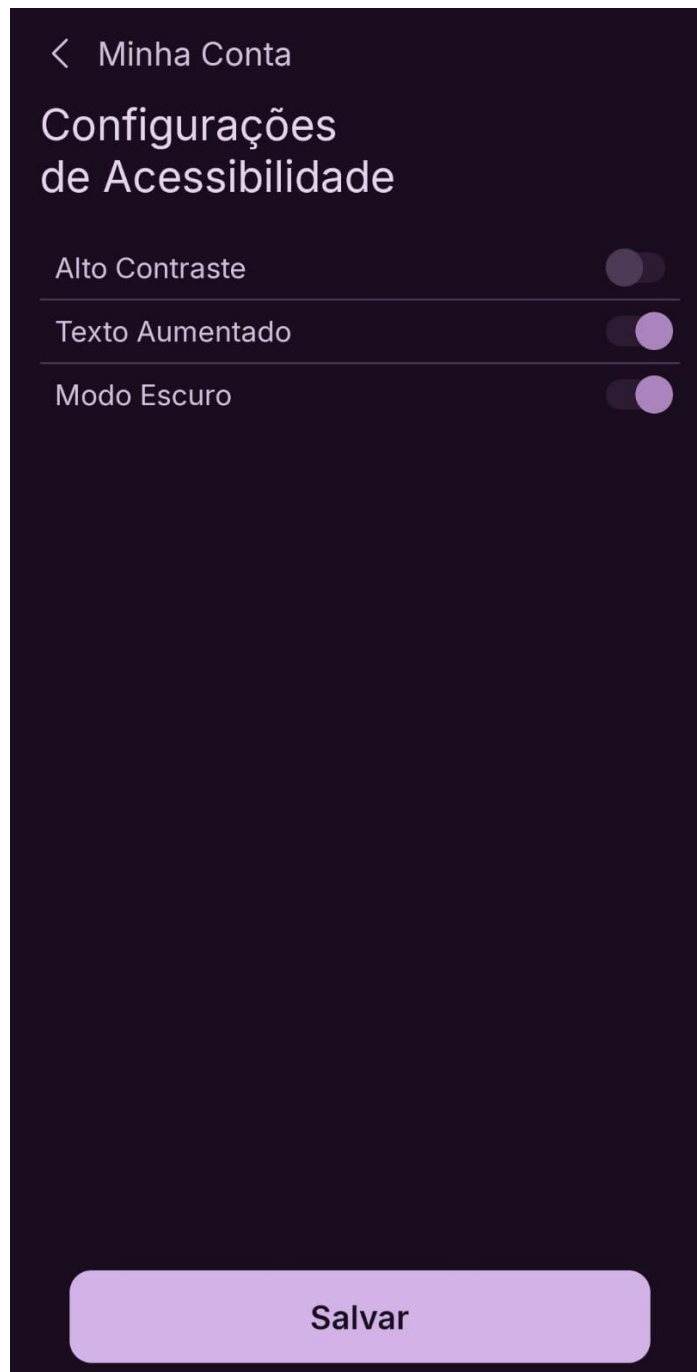 Minha Conta
Configurações
de Acessibilidade
Alto Contraste
Texto Aumentado
Modo Escuro
Salvar